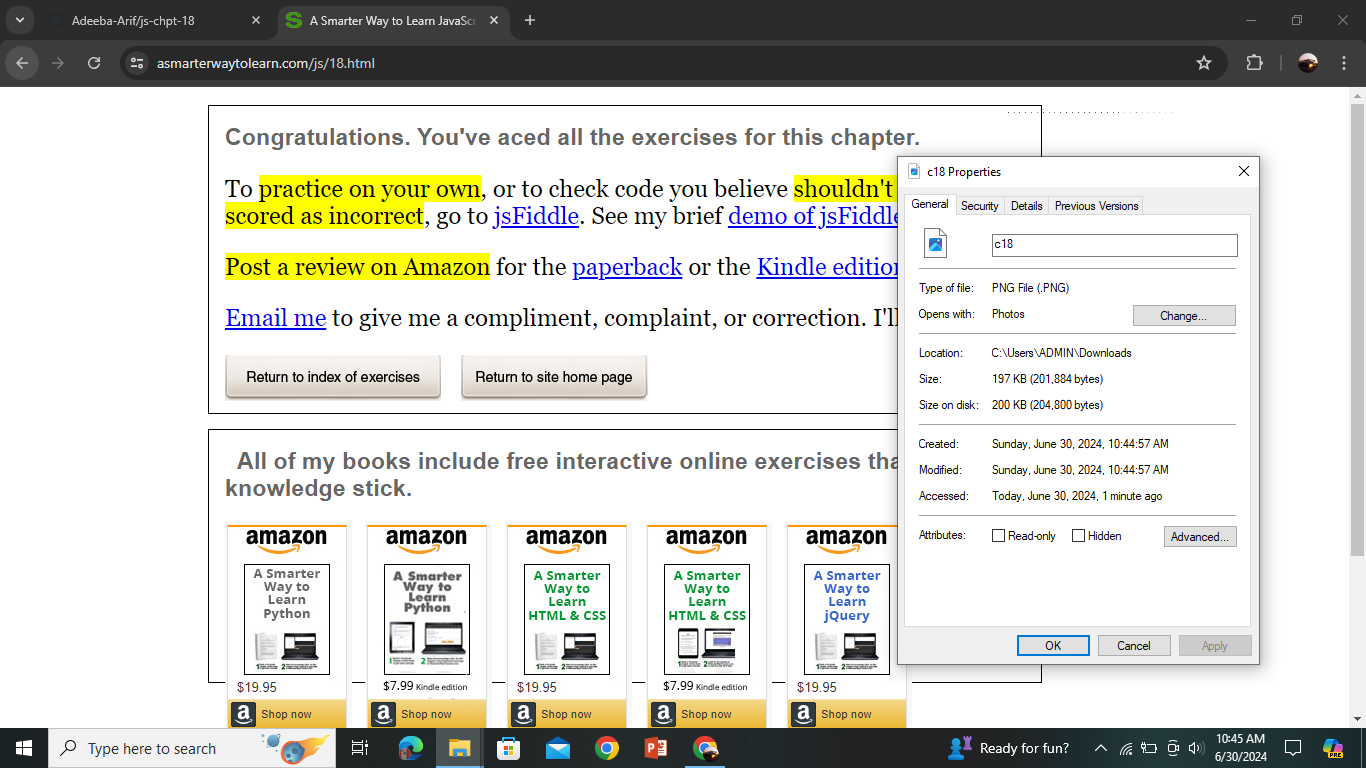 Adeeba-Arif/js-chpt-18
A Smarter Way to Learn JavaScr
asmarterwaytolearn.com/js/18.html
Congratulations. You've aced all the exercises for this chapter.
To practice on your own, or to check code you believe shouldn't
scored as incorrect, go to jsFiddle. See my brief demo of jsFiddle
Post a review on Amazon for the paperback or the Kindle edition
Email me to give me a compliment, complaint, or correction. I'll
Return to index of exercises
Return to site home page
All of my books include free interactive online exercises tha
knowledge stick.
amazon
A Smarter
Way to
Learn
Python
$19.95
Shop now
amazon
A Smarter
Way to
Learn
Python
$7.99 Kindle edition
Shop now
amazon
A Smarter
Way to
Learn
HTML & CSS
$19.95
Shop now
amazon
A Smarter
Way to
Learn
HTML & CSS
$7.99 Kindle edition
Shop now
amazon
A Smarter
Way to
Learn
jQuery
$19.95
Shop now
c18 Properties
General Security Details Previous Versions
c18
Type of file: PNG File (.PNG)
Opens with: Photos Change...
Location: C:\Users\ADMIN\Downloads
Size: 197 KB (201,884 bytes)
Size on disk: 200 KB (204,800 bytes)
Created: Sunday, June 30, 2024, 10:44:57 AM
Modified: Sunday, June 30, 2024, 10:44:57 AM
Accessed: Today, June 30, 2024, 1 minute ago
Attributes: Read-only Hidden Advanced...
OK Cancel Apply
Type here to search
Ready for fun?
10:45 AM
6/30/2024